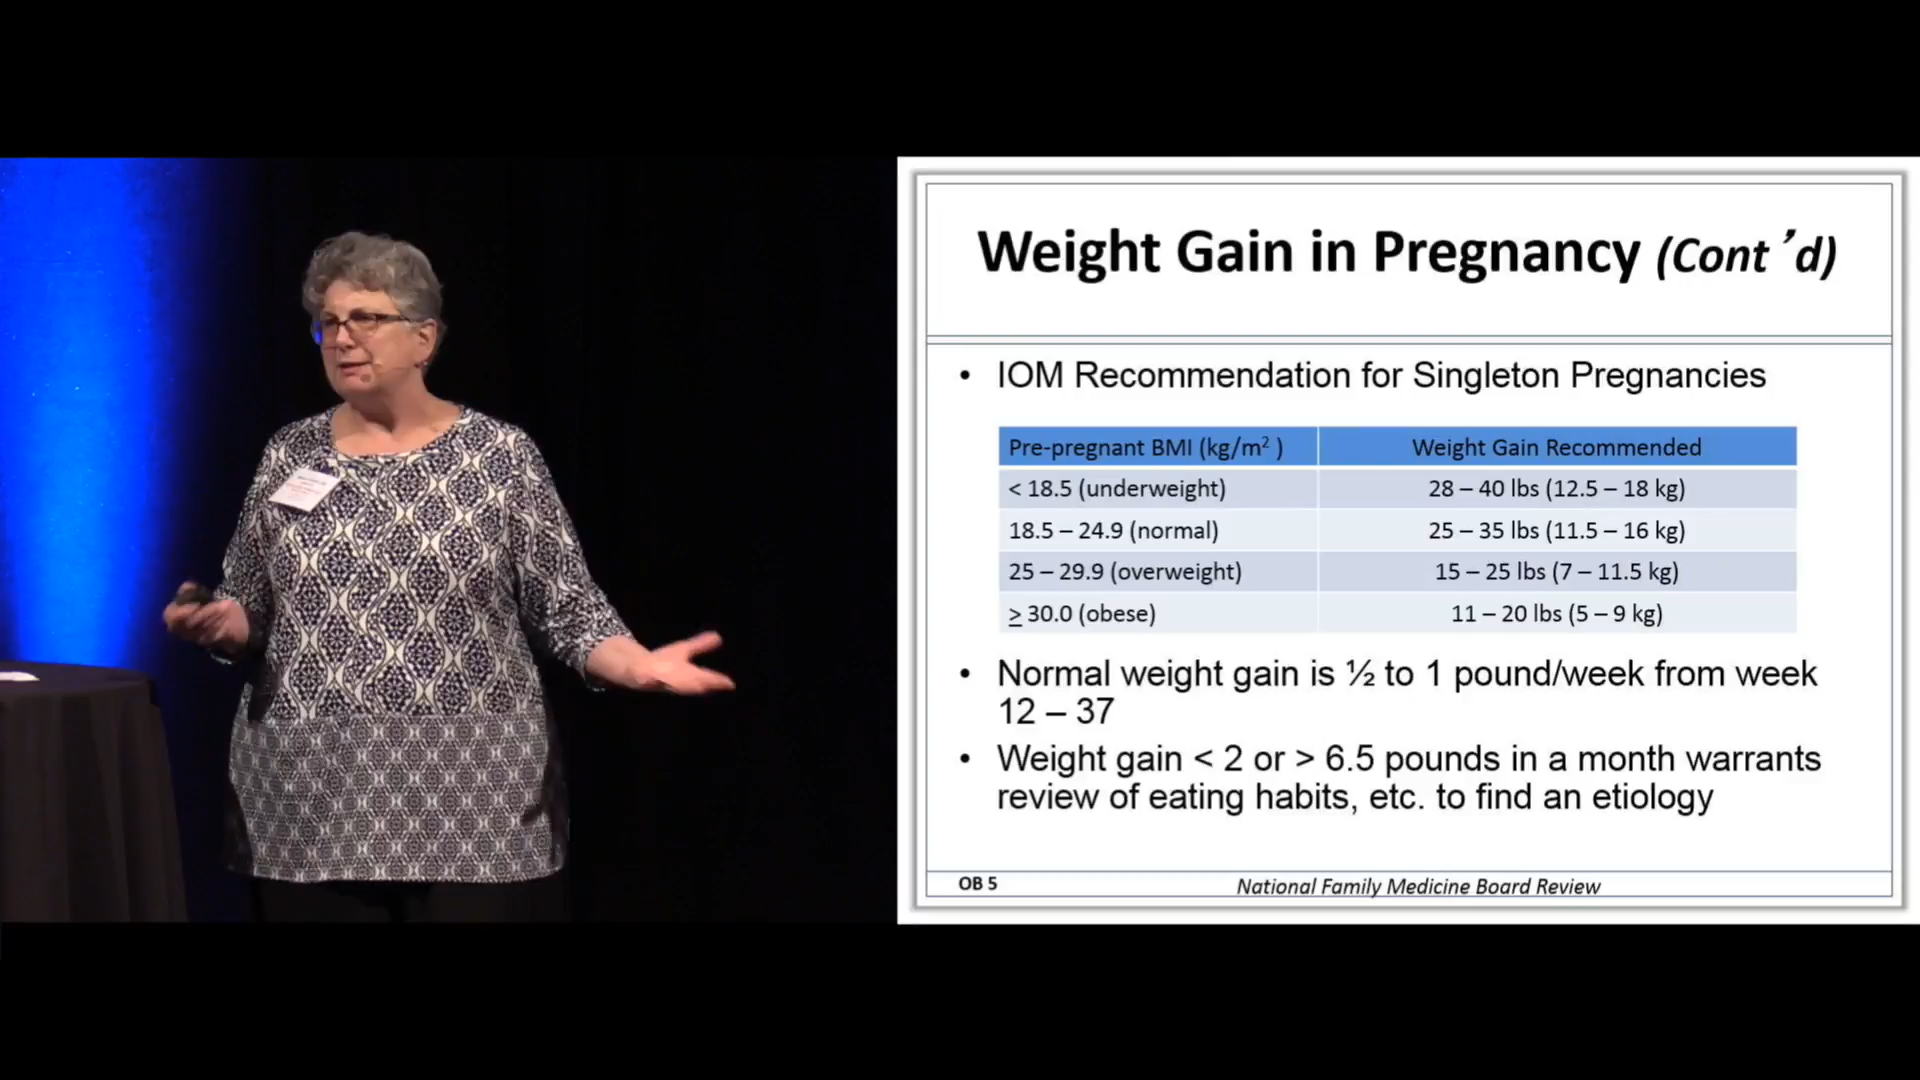 Weight Gain in Pregnancy (Cont ’d)
• IOM Recommendation for Singleton Pregnancies
Pre-pregnant BMI (kg/m² ) Weight Gain Recommended
< 18.5 (underweight) 28 – 40 lbs (12.5 – 18 kg)
18.5 – 24.9 (normal) 25 – 35 lbs (11.5 – 16 kg)
25 – 29.9 (overweight) 15 – 25 lbs (7 – 11.5 kg)
≥ 30.0 (obese) 11 – 20 lbs (5 – 9 kg)
• Normal weight gain is ½ to 1 pound/week from week
12 – 37
• Weight gain < 2 or > 6.5 pounds in a month warrants
review of eating habits, etc. to find an etiology
OB 5 National Family Medicine Board Review